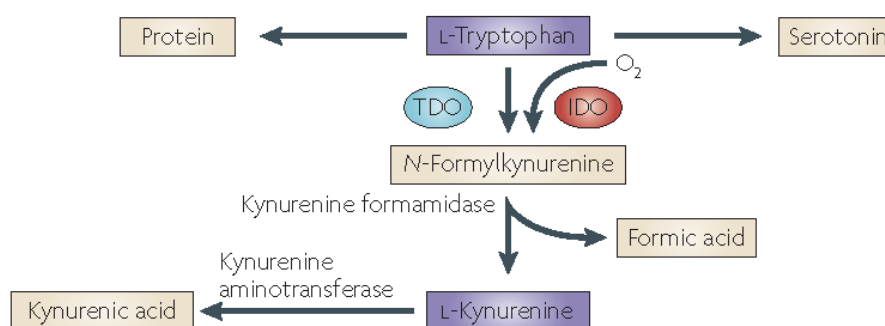 Protein
L-Tryptophan
Serotonin
O2
TDO
IDO
N-Formylkynurenine
Kynurenine formamidase
Formic acid
Kynurenine
aminotransferase
Kynurenic acid
L-Kynurenine